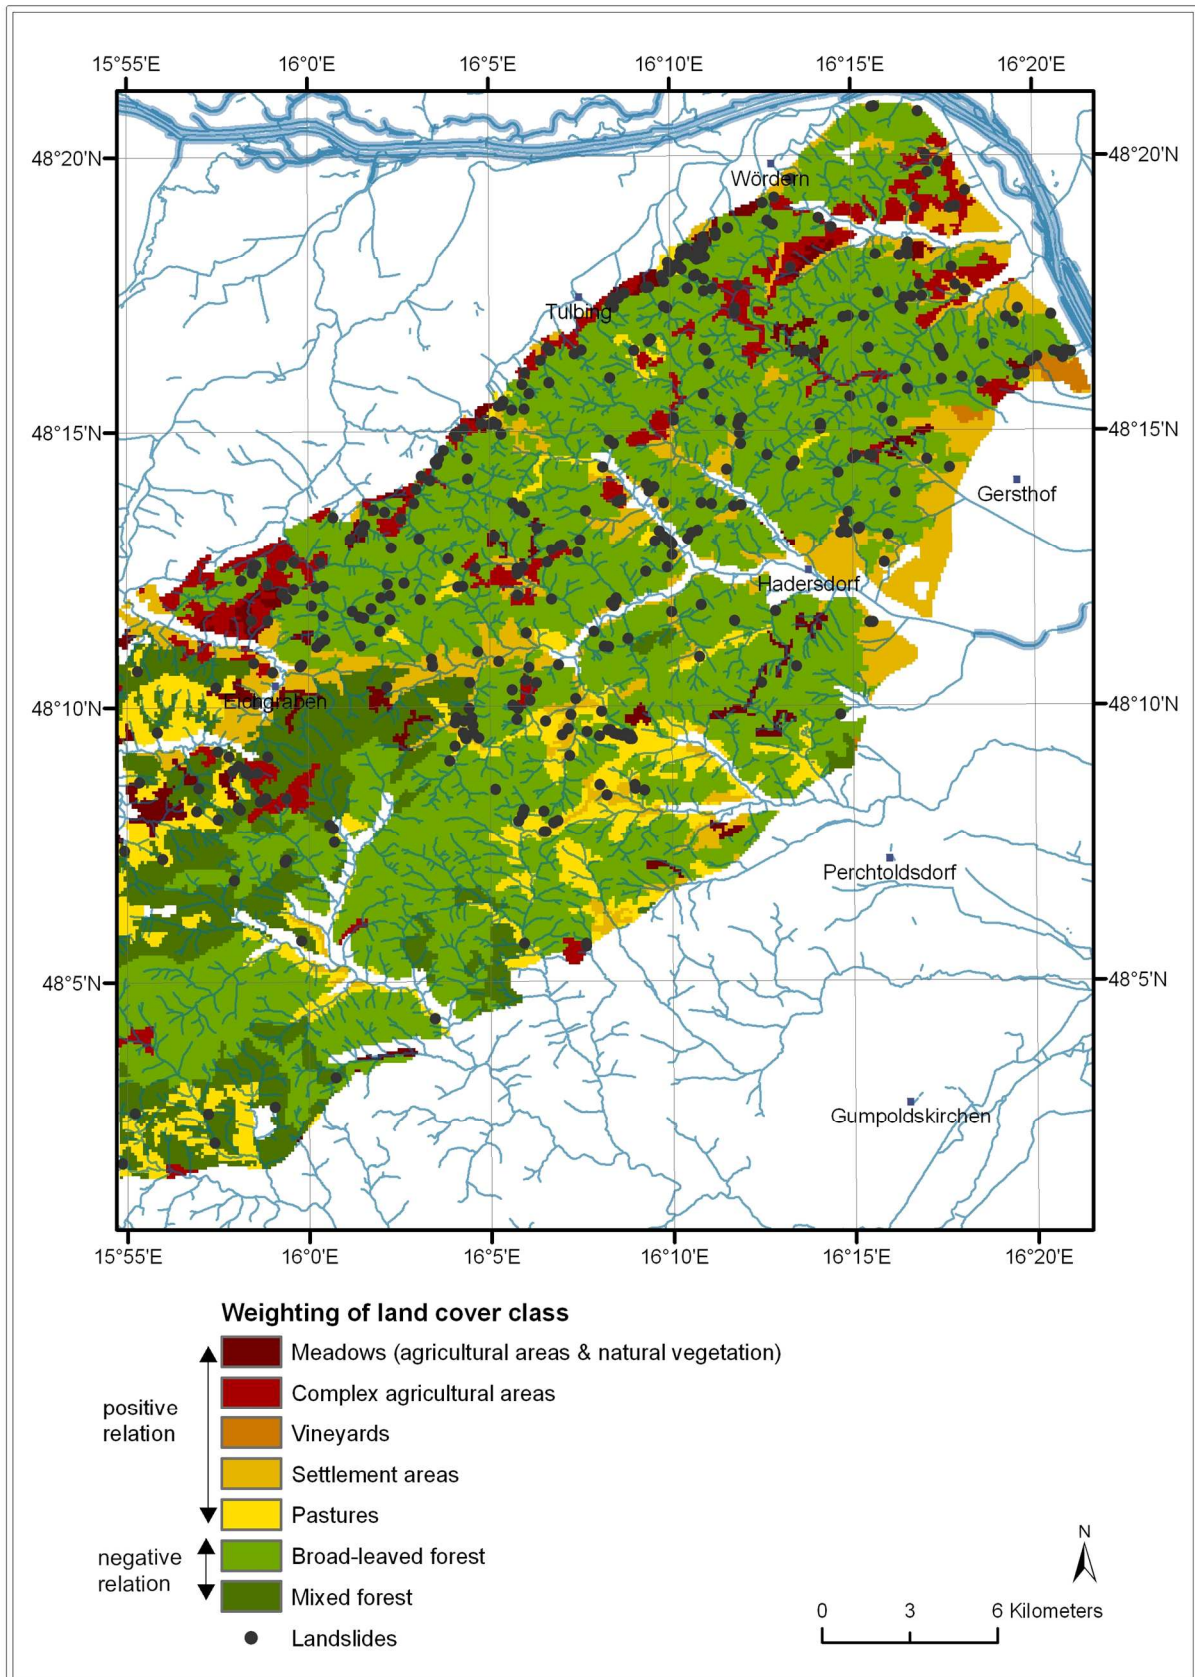 15°55'E 16°0'E 16°5'E 16°10'E 16°15'E 16°20'E
48°20'N 48°20'N
Wördern
Tulbing
48°15'N 48°15'N
Gersthof
Hadersdorf
Eichgraben
48°10'N 48°10'N
Perchtoldsdorf
48°5'N 48°5'N
Gumpoldskirchen
15°55'E 16°0'E 16°5'E 16°10'E 16°15'E 16°20'E
Weighting of land cover class
Meadows (agricultural areas & natural vegetation)
Complex agricultural areas
positive
relation
Vineyards
Settlement areas
Pastures
Broad-leaved forest
negative
relation
Mixed forest
Landslides
N
0 3 6 Kilometers